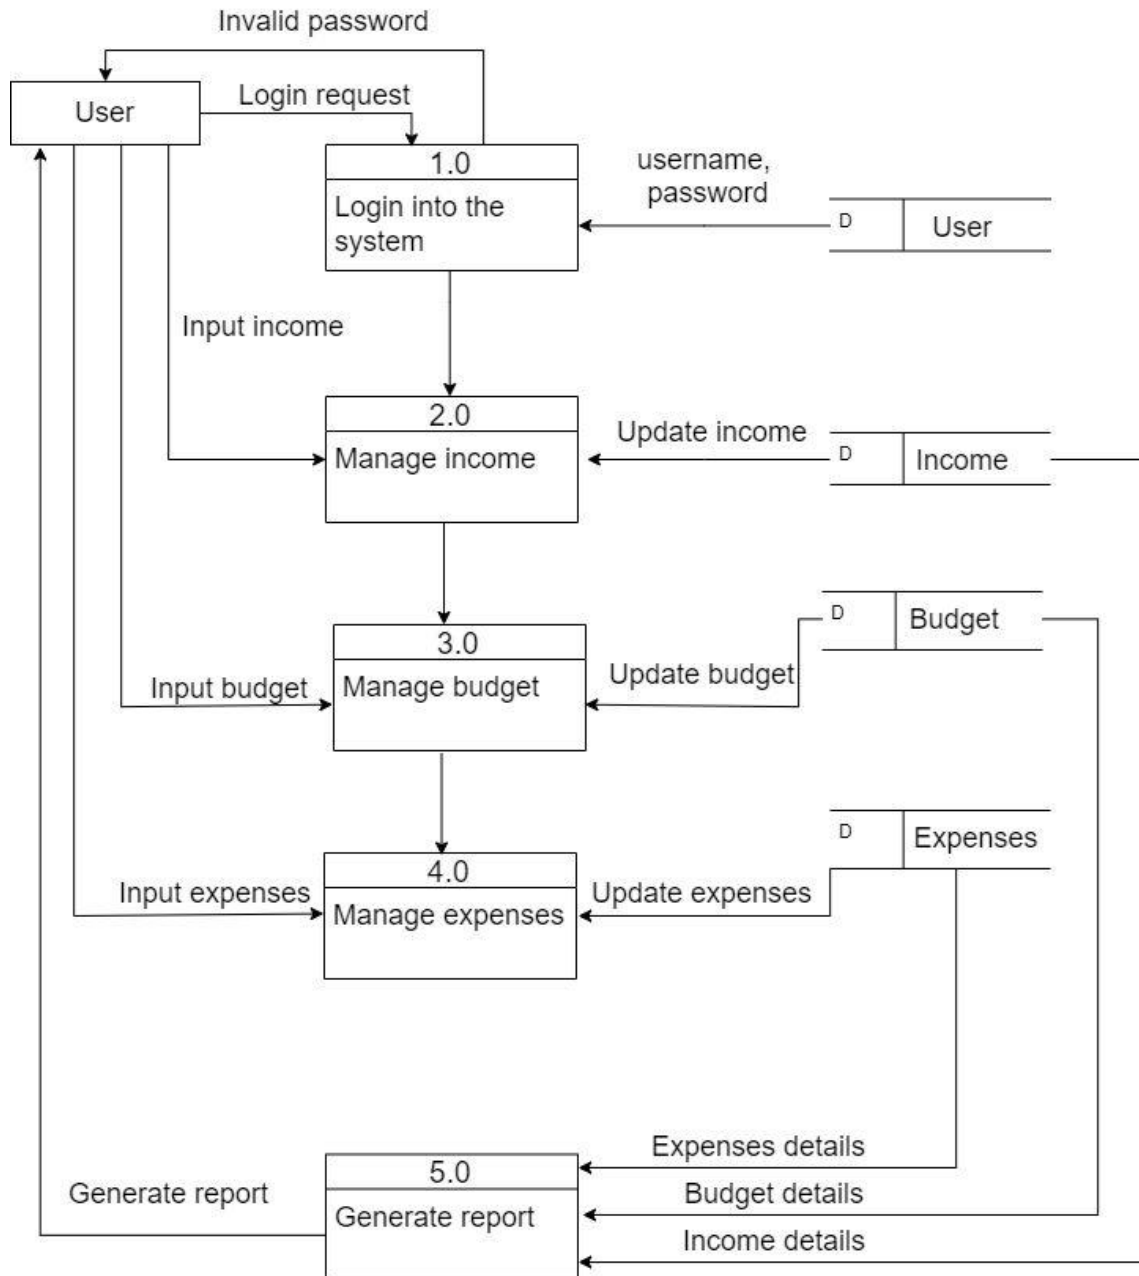 Invalid password
User
Login request
1.0
Login into the
system
username,
password
D
User
Input income
2.0
Manage income
Update income
D
Income
3.0
Manage budget
Input budget
Update budget
D
Budget
4.0
Manage expenses
Input expenses
Update expenses
D
Expenses
5.0
Generate report
Generate report
Expenses details
Budget details
Income details